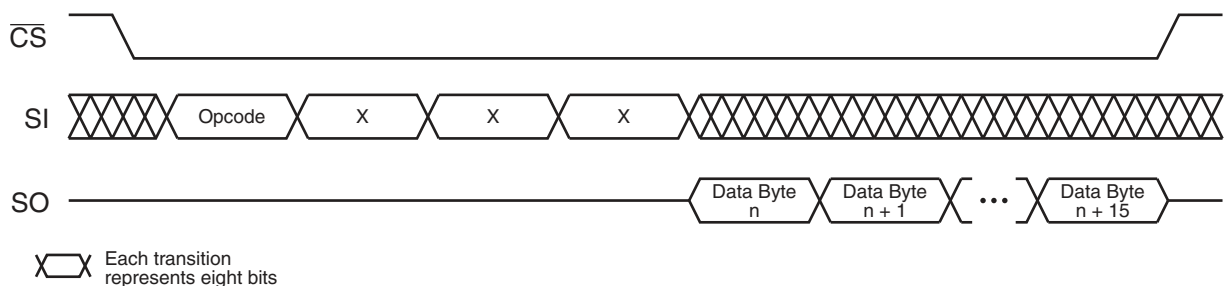 CS
SI
Opcode
X
X
X
SO
Data Byte
n
Data Byte
n + 1
•••
Data Byte
n + 15
Each transition
represents eight bits